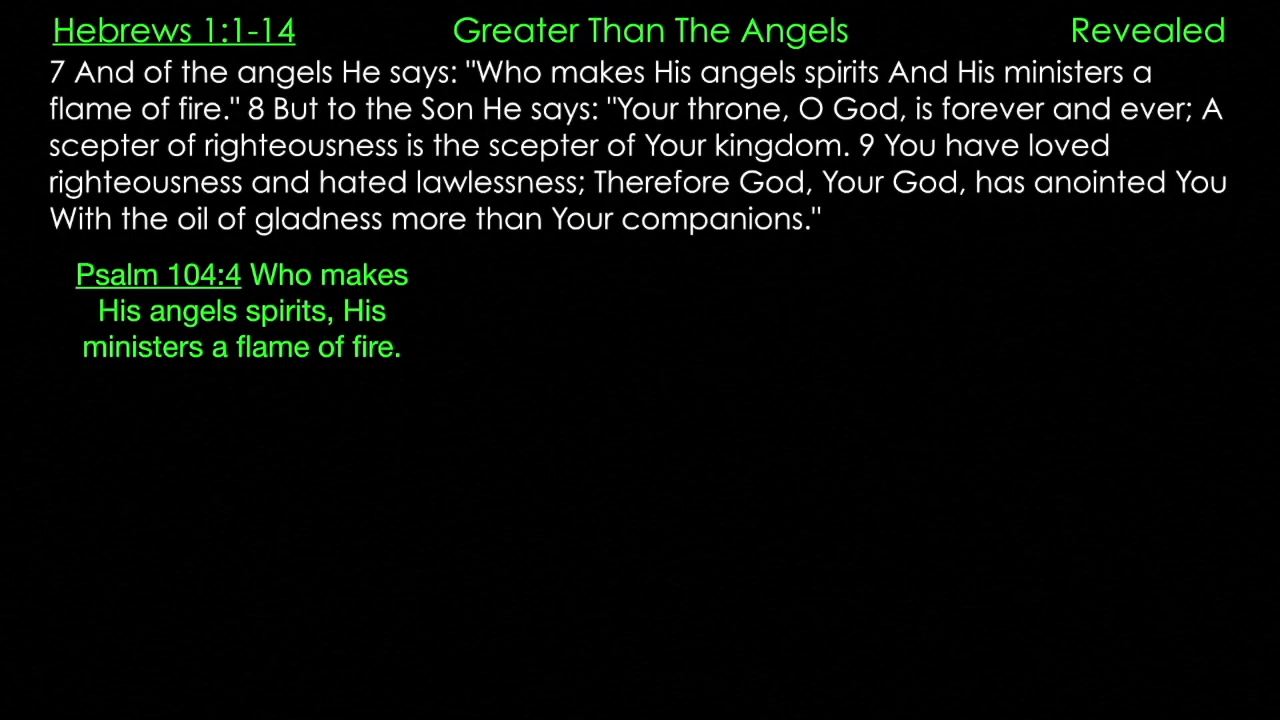 Hebrews 1:1-14 Greater Than The Angels Revealed
7 And of the angels He says: "Who makes His angels spirits And His ministers a
flame of fire." 8 But to the Son He says: "Your throne, O God, is forever and ever; A
scepter of righteousness is the scepter of Your kingdom. 9 You have loved
righteousness and hated lawlessness; Therefore God, Your God, has anointed You
With the oil of gladness more than Your companions."
Psalm 104:4 Who makes
His angels spirits, His
ministers a flame of fire.